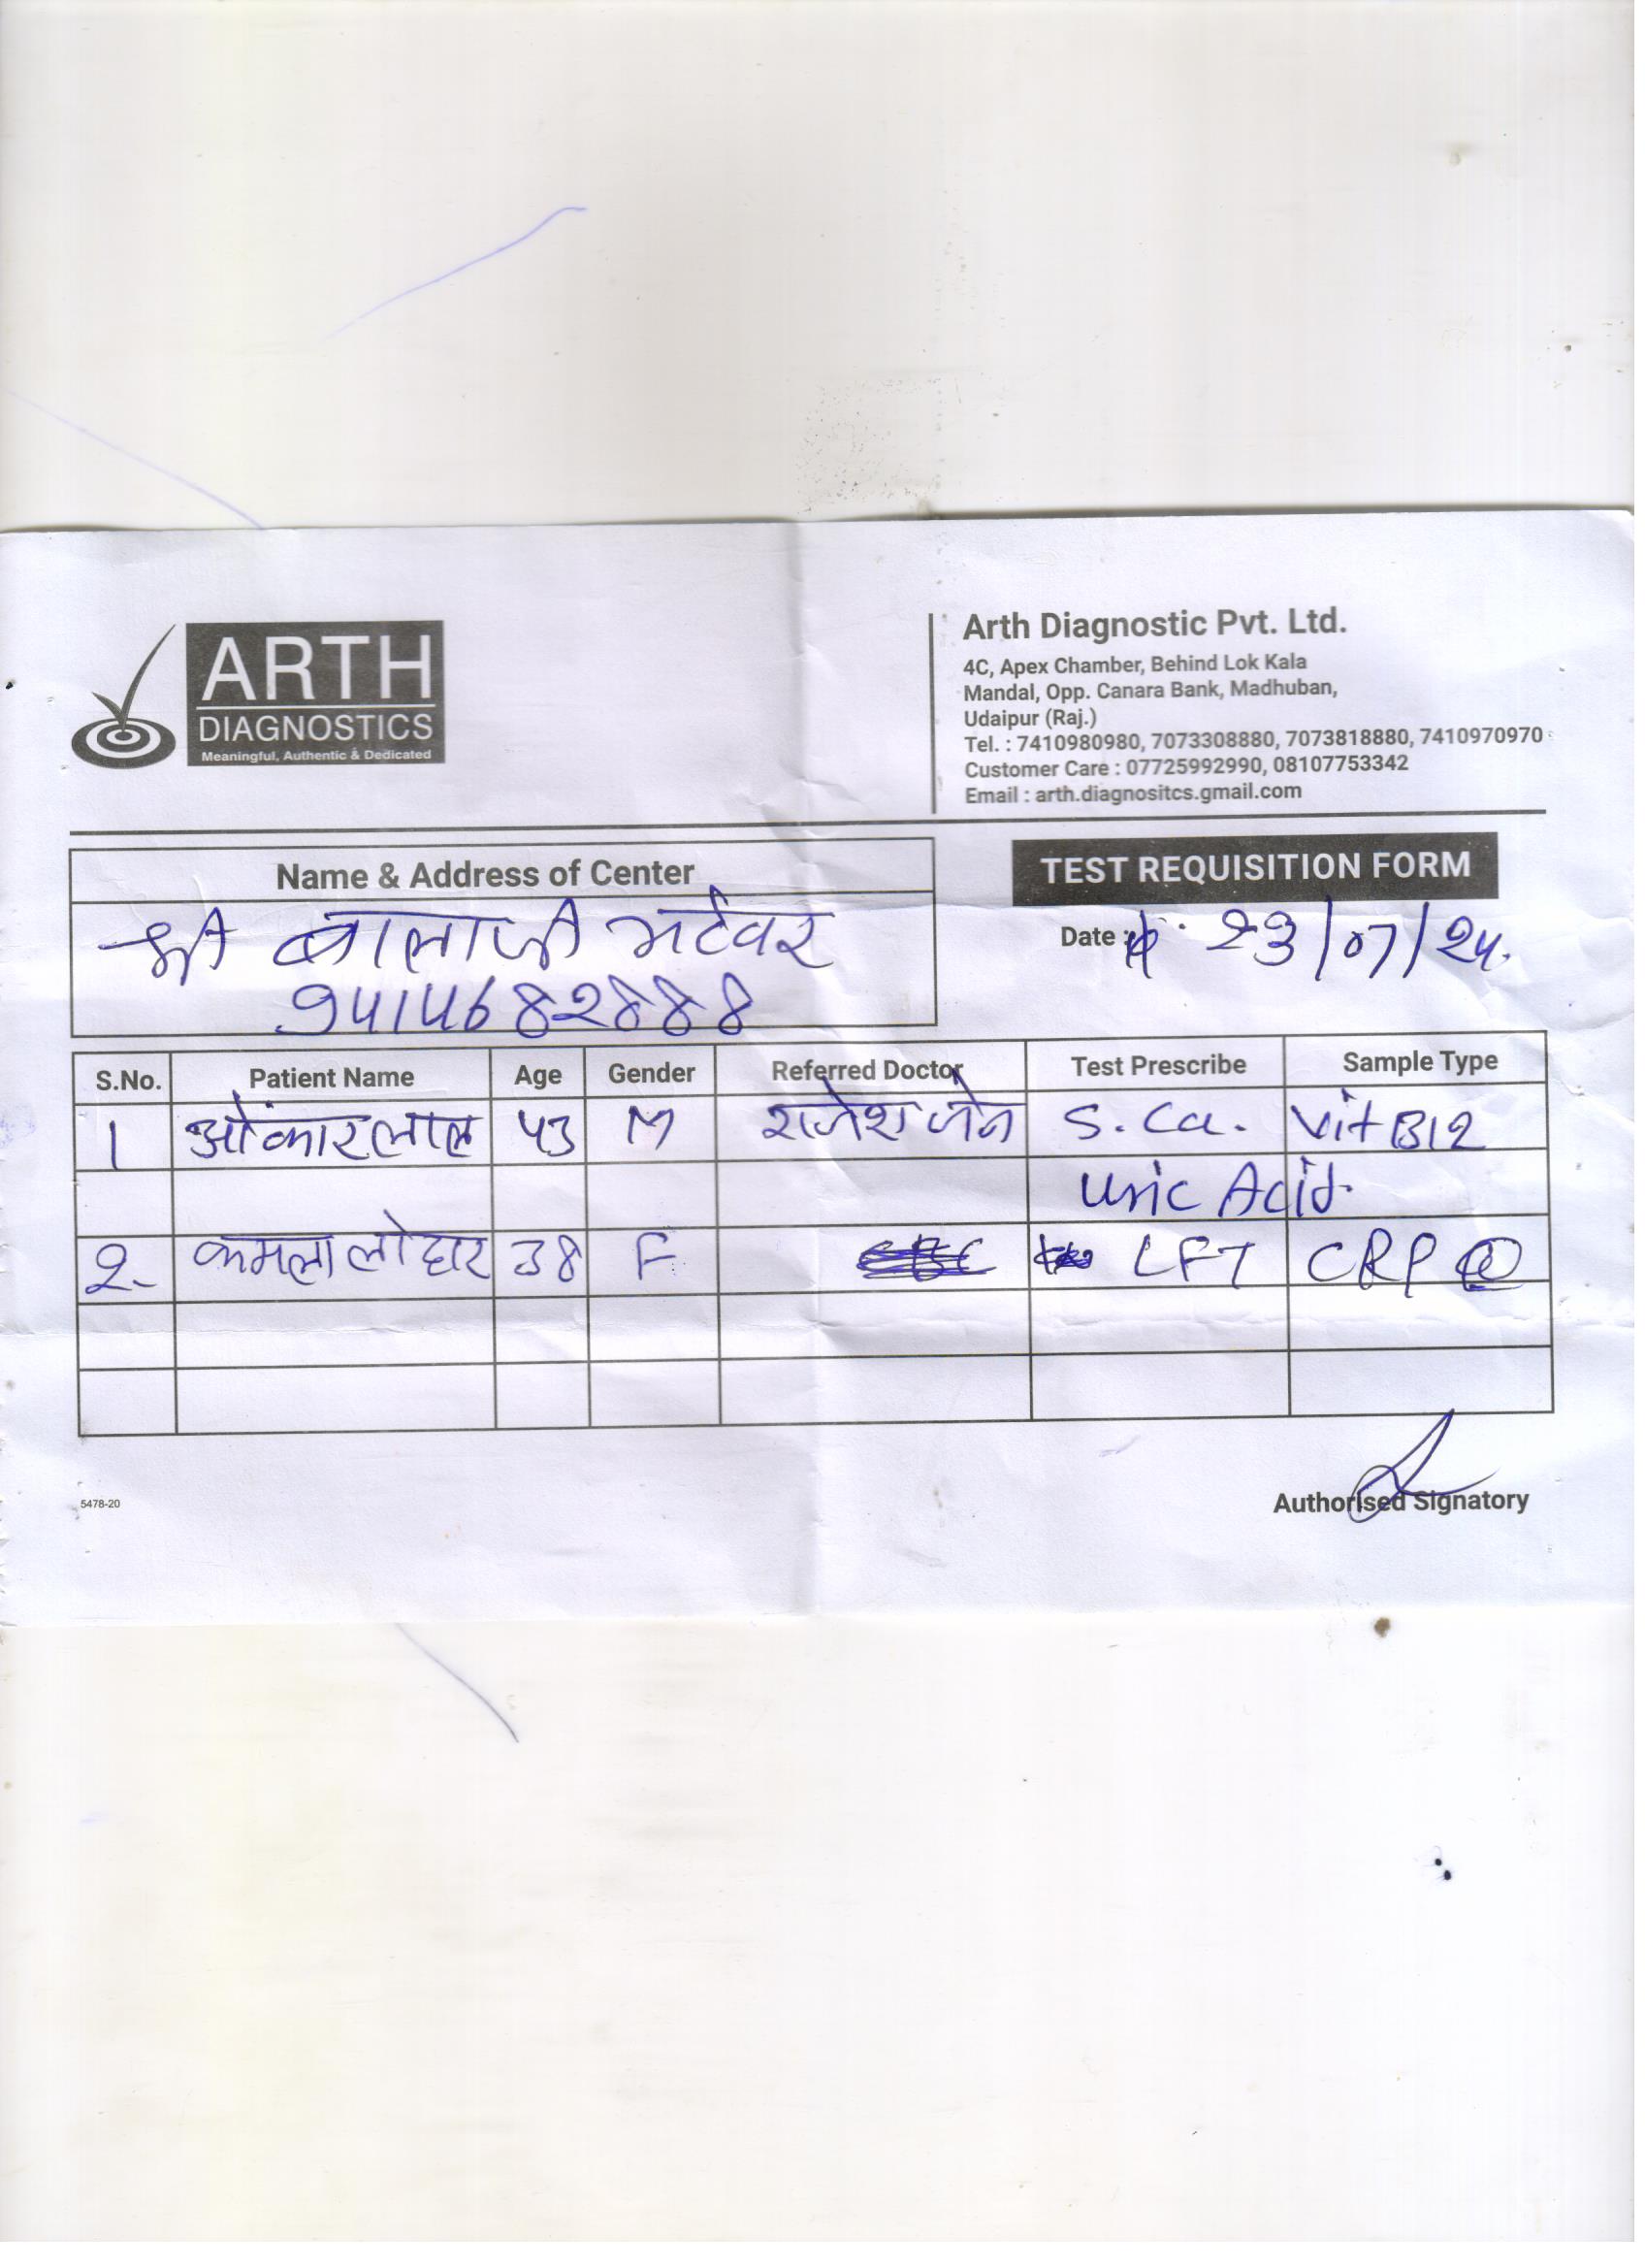 ARTH
DIAGNOSTICS
Meaningful, Authentic & Dedicated
Arth Diagnostic Pvt. Ltd.
4C, Apex Chamber, Behind Lok Kala
Mandal, Opp. Canara Bank, Madhuban,
Udaipur (Raj.)
Tel. : 7410980980, 7073308880, 7073818880, 7410970970
Customer Care : 07725992990, 08107753342
Email : arth.diagnositcs.gmail.com
Name & Address of Center
TEST REQUISITION FORM
श्री बालाजी भटेवर
9414682888
Date : 23/07/24.
S.No. Patient Name Age Gender Referred Doctor Test Prescribe Sample Type
1 ओंकारलाल 43 M राजेश जैन S. Ca. Vit B12
Uric Acid.
2- कमला लोहार 38 F LFT CRP
5478-20
Authorised Signatory